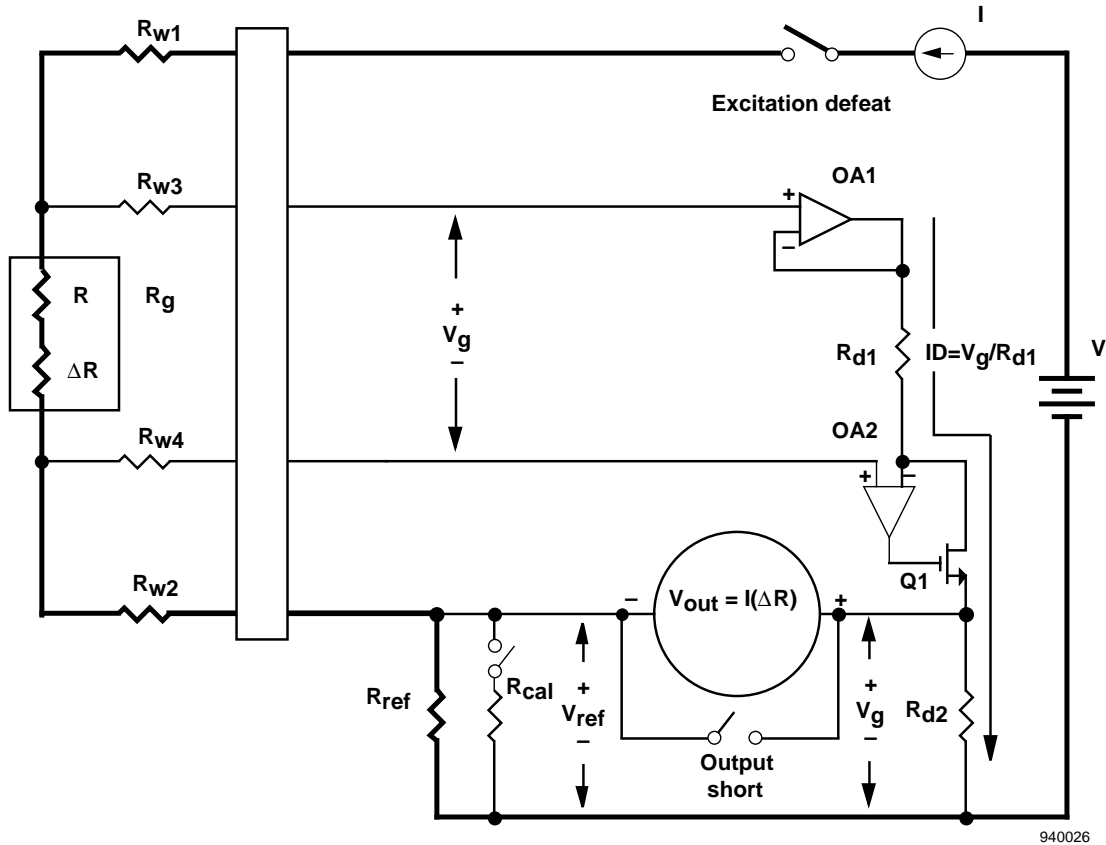 I
Rw1
Excitation defeat
Rw3
OA1
+
−
R
Rg
ΔR
+
Vg
−
Rd1
ID=Vg/Rd1
V
Rw4
OA2
+
−
Rw2
Q1
−
Vout = I(ΔR)
+
Rref
Rcal
+
Vref
−
+
Vg
−
Rd2
Output
short
940026